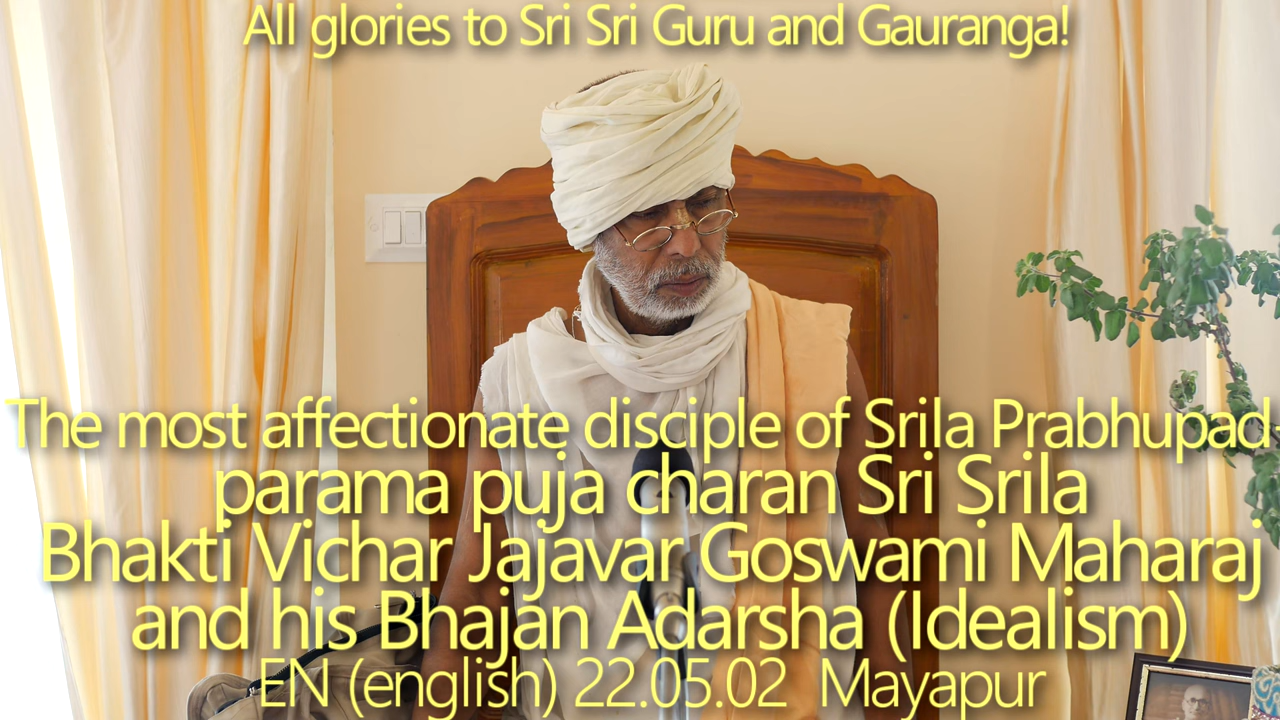 All glories to Sri Sri Guru and Gauranga!
The most affectionate disciple of Srila Prabhupad-
parama puja charan Sri Srila
Bhakti Vichar Jajavar Goswami Maharaj
and his Bhajan Adarsha (Idealism)
EN (english) 22.05.02 Mayapur